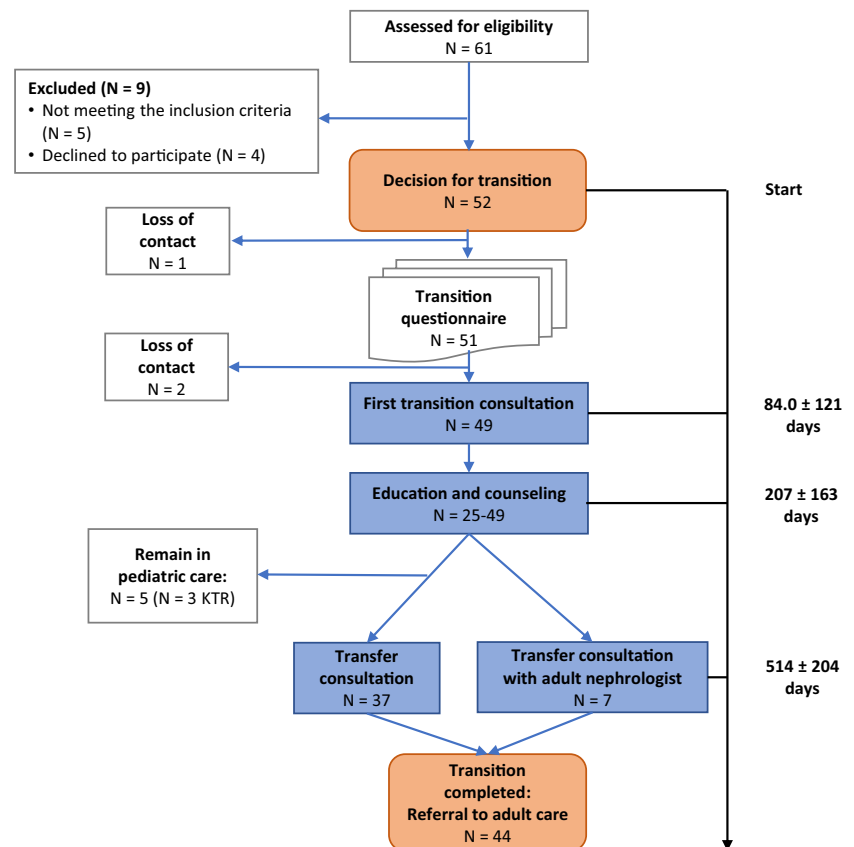 Assessed for eligibility
N = 61
Excluded (N = 9)
• Not meeting the inclusion criteria
(N = 5)
• Declined to participate (N = 4)
Decision for transition
N = 52
Start
Loss of
contact
N = 1
Transition
questionnaire
N = 51
Loss of
contact
N = 2
First transition consultation
N = 49
84.0 ± 121
days
Education and counseling
N = 25-49
207 ± 163
days
Remain in
pediatric care:
N = 5 (N = 3 KTR)
Transfer
consultation
N = 37
Transfer consultation
with adult nephrologist
N = 7
514 ± 204
days
Transition
completed:
Referral to adult care
N = 44